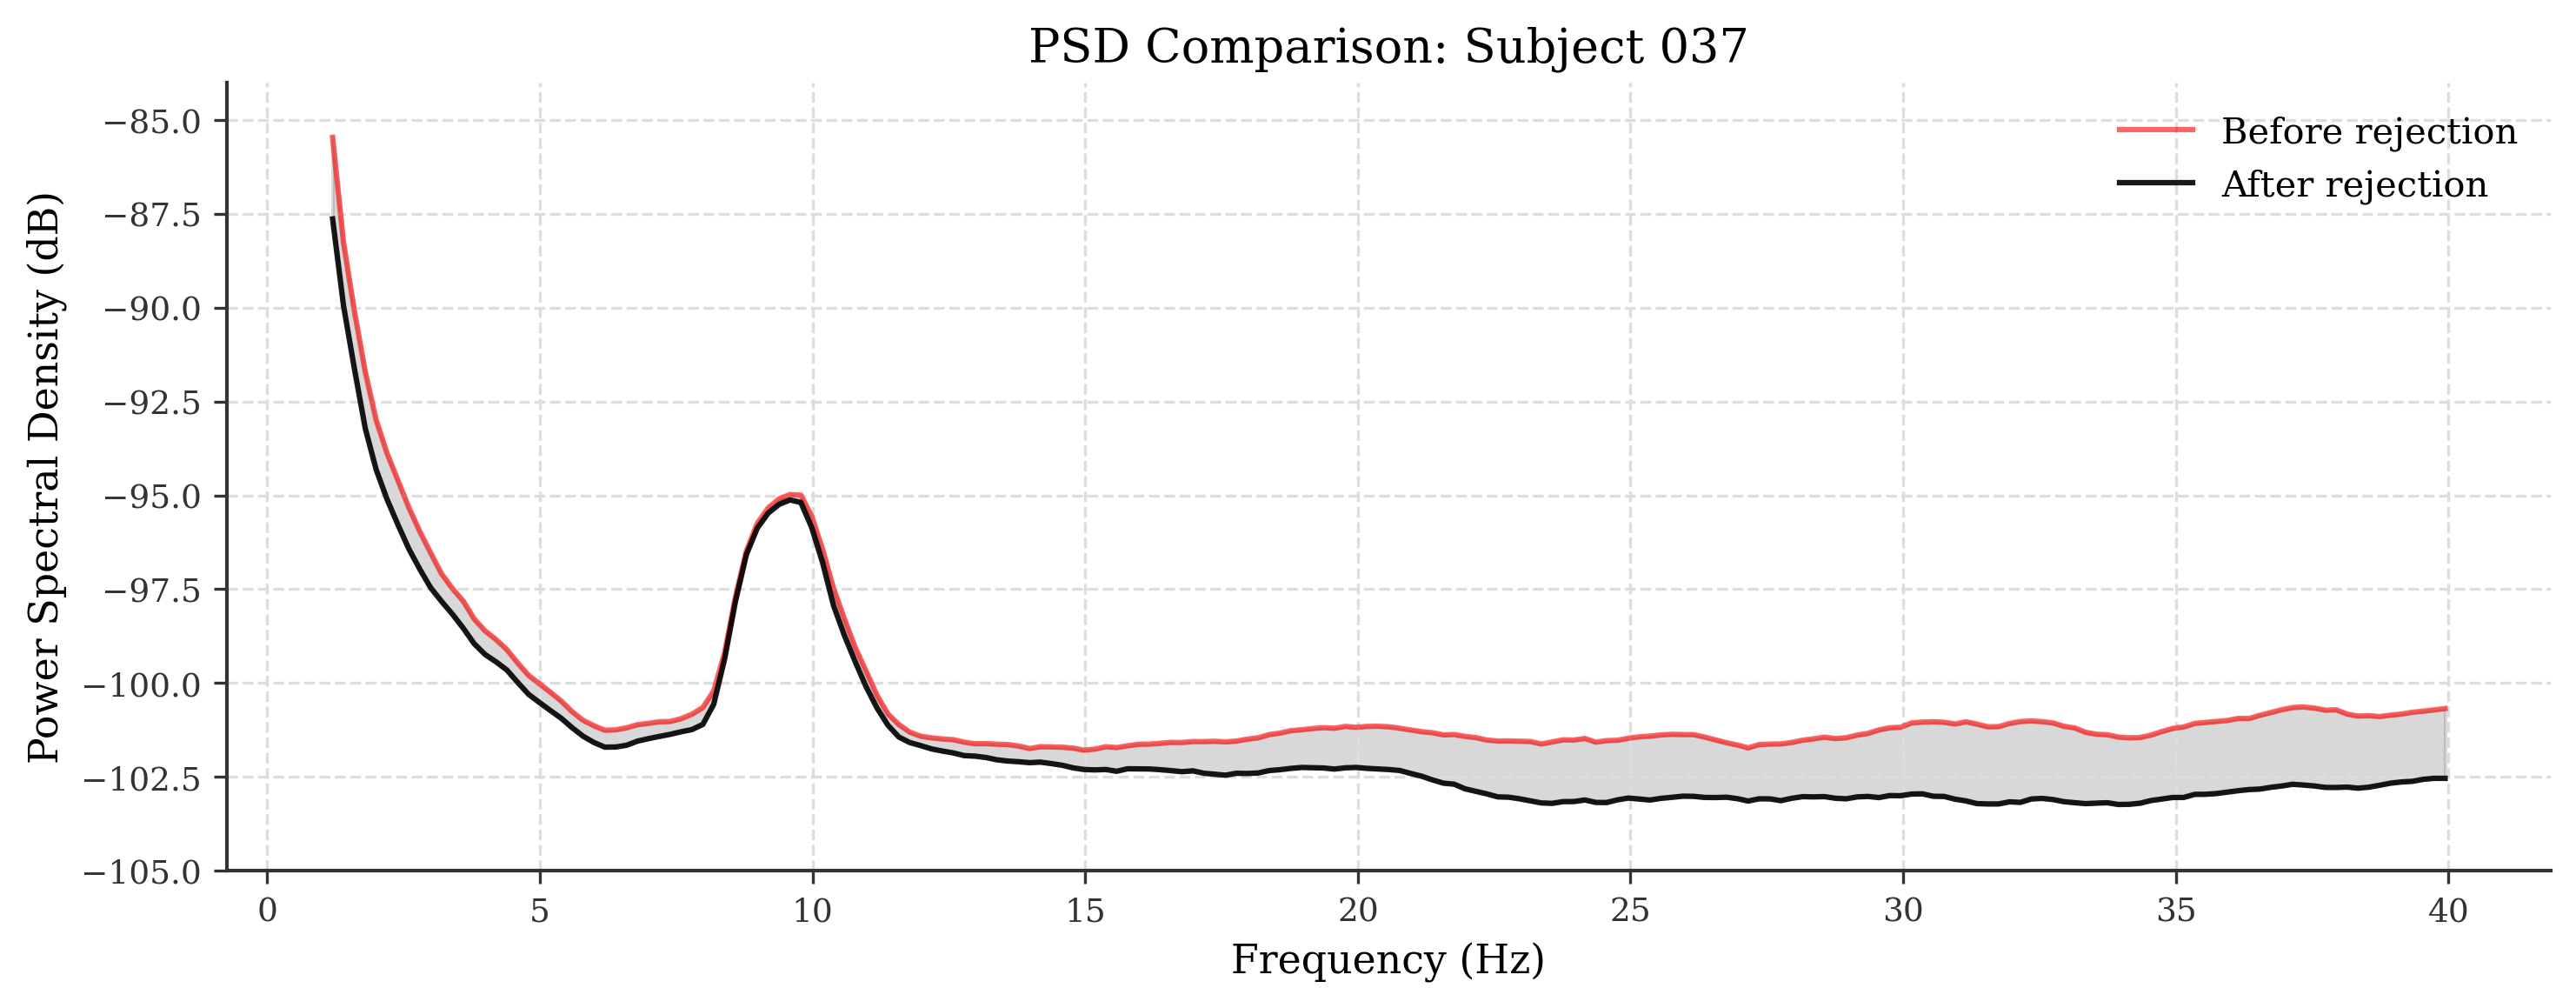 PSD Comparison: Subject 037
Before rejection
After rejection
Power Spectral Density (dB)
−85.0
−87.5
−90.0
−92.5
−95.0
−97.5
−100.0
−102.5
−105.0
0 5 10 15 20 25 30 35 40
Frequency (Hz)